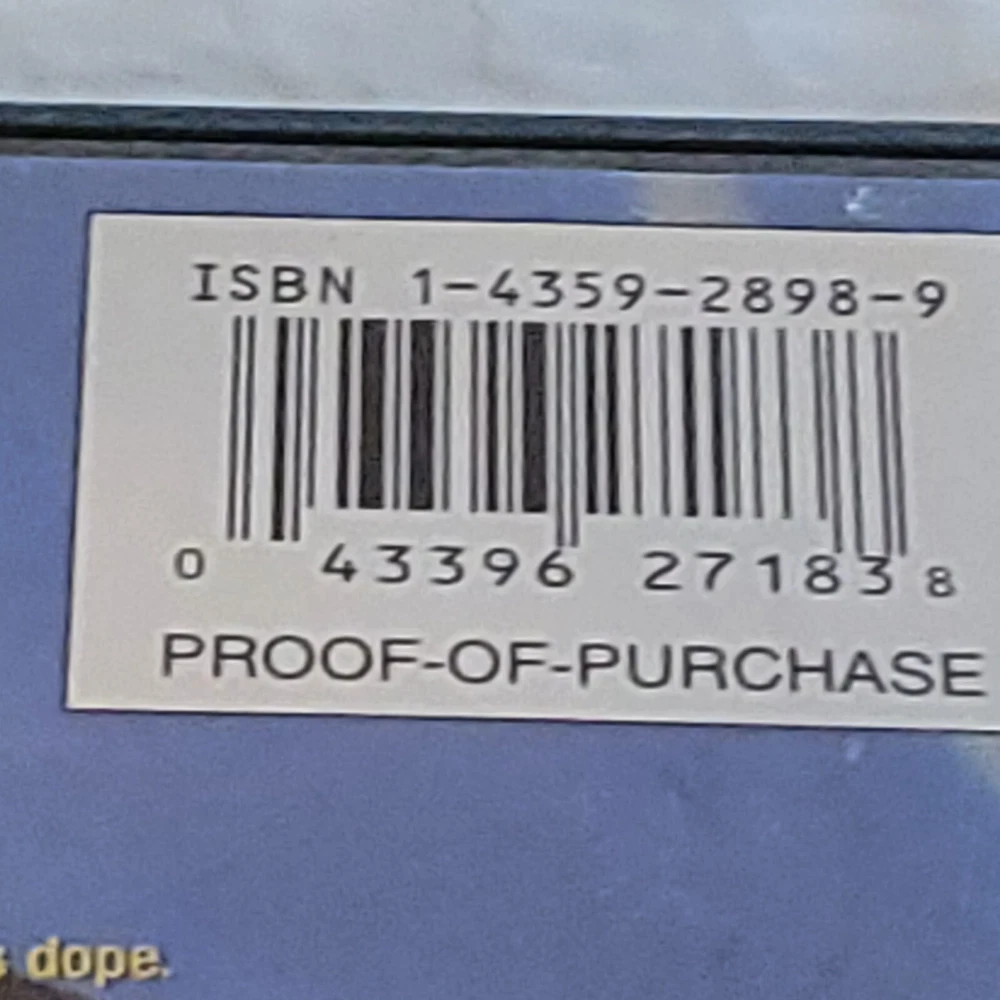 ISBN 1-4359-2898-9
0 43396 27183 8
PROOF-OF-PURCHASE
s dope.